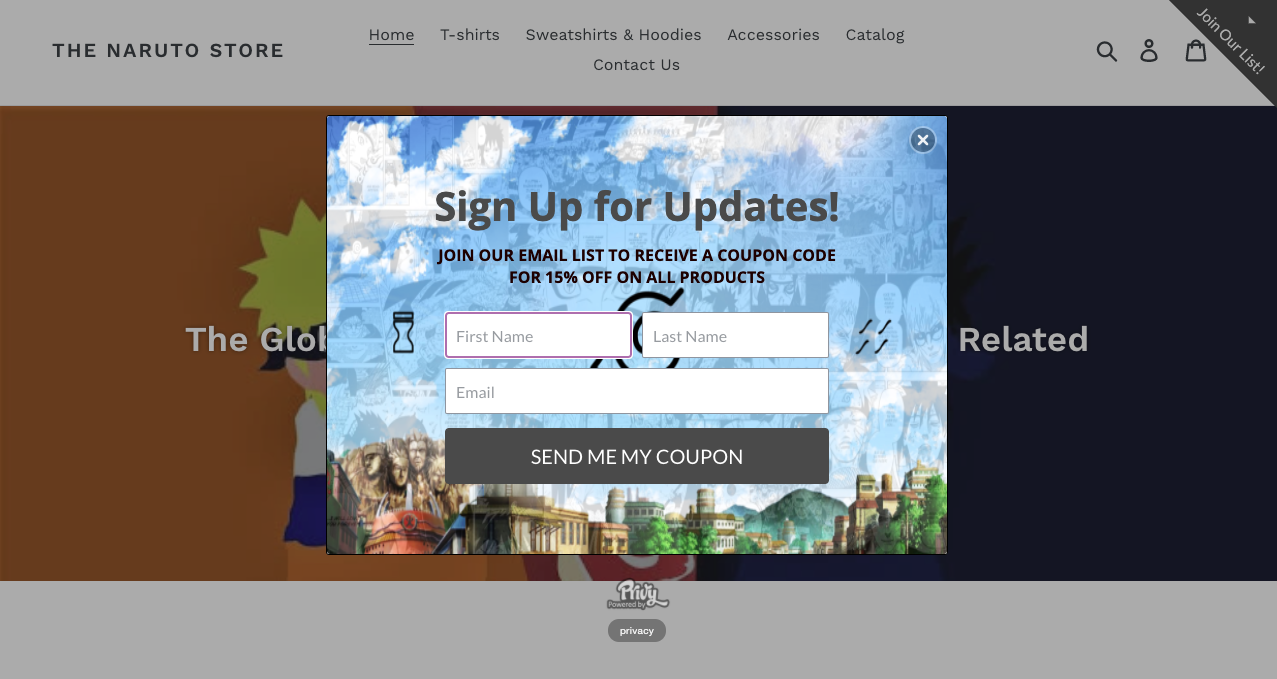 THE NARUTO STORE
Home T-shirts Sweatshirts & Hoodies Accessories Catalog
Contact Us
Join Our List!
Sign Up for Updates!
JOIN OUR EMAIL LIST TO RECEIVE A COUPON CODE
FOR 15% OFF ON ALL PRODUCTS
First Name Last Name
The Glob Related
Email
SEND ME MY COUPON
Privy
Powered by
privacy